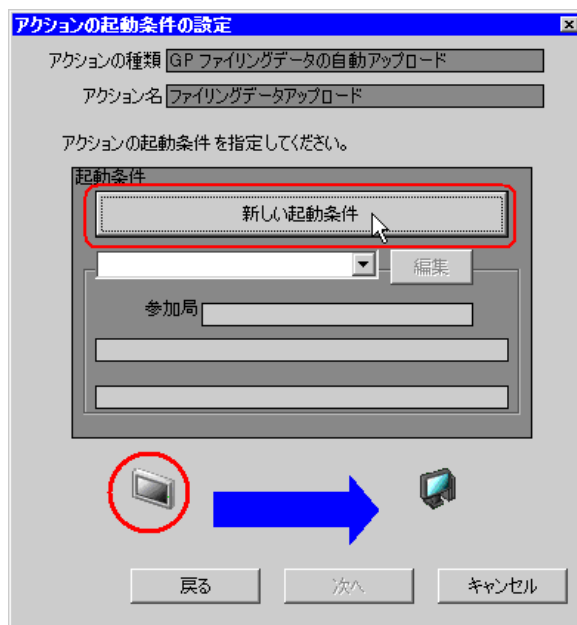 アクションの起動条件の設定
アクションの種類 GP ファイリングデータの自動アップロード
アクション名 ファイリングデータアップロード
アクションの起動条件を指定してください。
起動条件
新しい起動条件
編集
参加局
戻る 次へ キャンセル